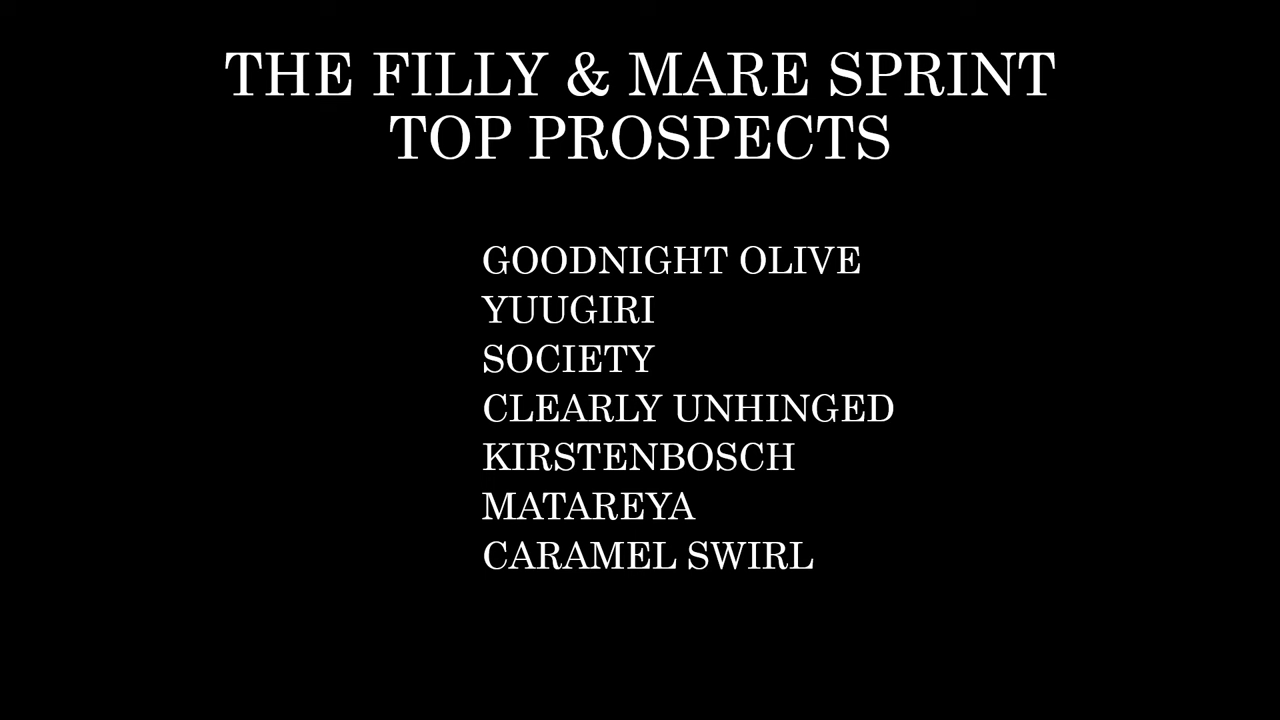 THE FILLY & MARE SPRINT
TOP PROSPECTS
GOODNIGHT OLIVE
YUUGIRI
SOCIETY
CLEARLY UNHINGED
KIRSTENBOSCH
MATAREYA
CARAMEL SWIRL